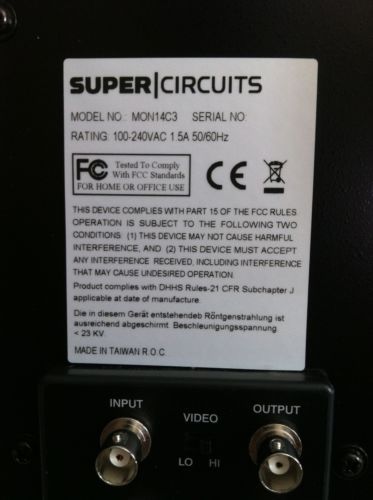 SUPER|CIRCUITS
MODEL NO.: MON14C3 SERIAL NO:
RATING: 100-240VAC 1.5A 50/60Hz
FC Tested To Comply
With FCC Standards
FOR HOME OR OFFICE USE
CE
THIS DEVICE COMPLIES WITH PART 15 OF THE FCC RULES
OPERATION IS SUBJECT TO THE FOLLOWING TWO
CONDITIONS: (1) THIS DEVICE MAY NOT CAUSE HARMFUL
INTERFERENCE, AND (2) THIS DEVICE MUST ACCEPT
ANY INTERFERENCE RECEIVED, INCLUDING INTERFERENCE
THAT MAY CAUSE UNDESIRED OPERATION.
Product complies with DHHS Rules-21 CFR Subchapter J
applicable at date of manufacture.
Die in diesem Gerät entstehendeb Röntgenstrahlung ist
ausreichend abgeschirmt. Beschleunigungsspannung
< 23 KV.
MADE IN TAIWAN R.O.C.
INPUT VIDEO OUTPUT
LO HI